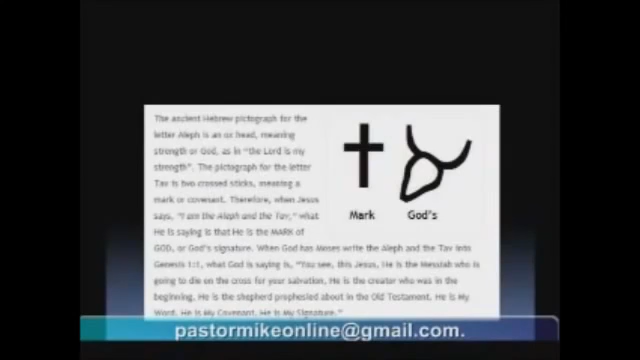 The ancient Hebrew pictograph for the
letter Aleph is an ox head, meaning
strength or God, as in "the Lord is my
strength". The pictograph for the letter
Tav is two crossed sticks, meaning a
mark or covenant. Therefore, when Jesus
says, "I am the Aleph and the Tav," what
He is saying is that He is the MARK of
GOD, or God's signature. When God has Moses write the Aleph and the Tav into
Genesis 1:1, what God is saying is, "You see, this Jesus, He is the Messiah who is
going to die on the cross for your salvation, He is the creator who was in the
beginning, He is the shepherd prophesied about in the Old Testament. He is My
Word. He is My Covenant. He is My Signature."
Mark God's
pastormikeonline@gmail.com.